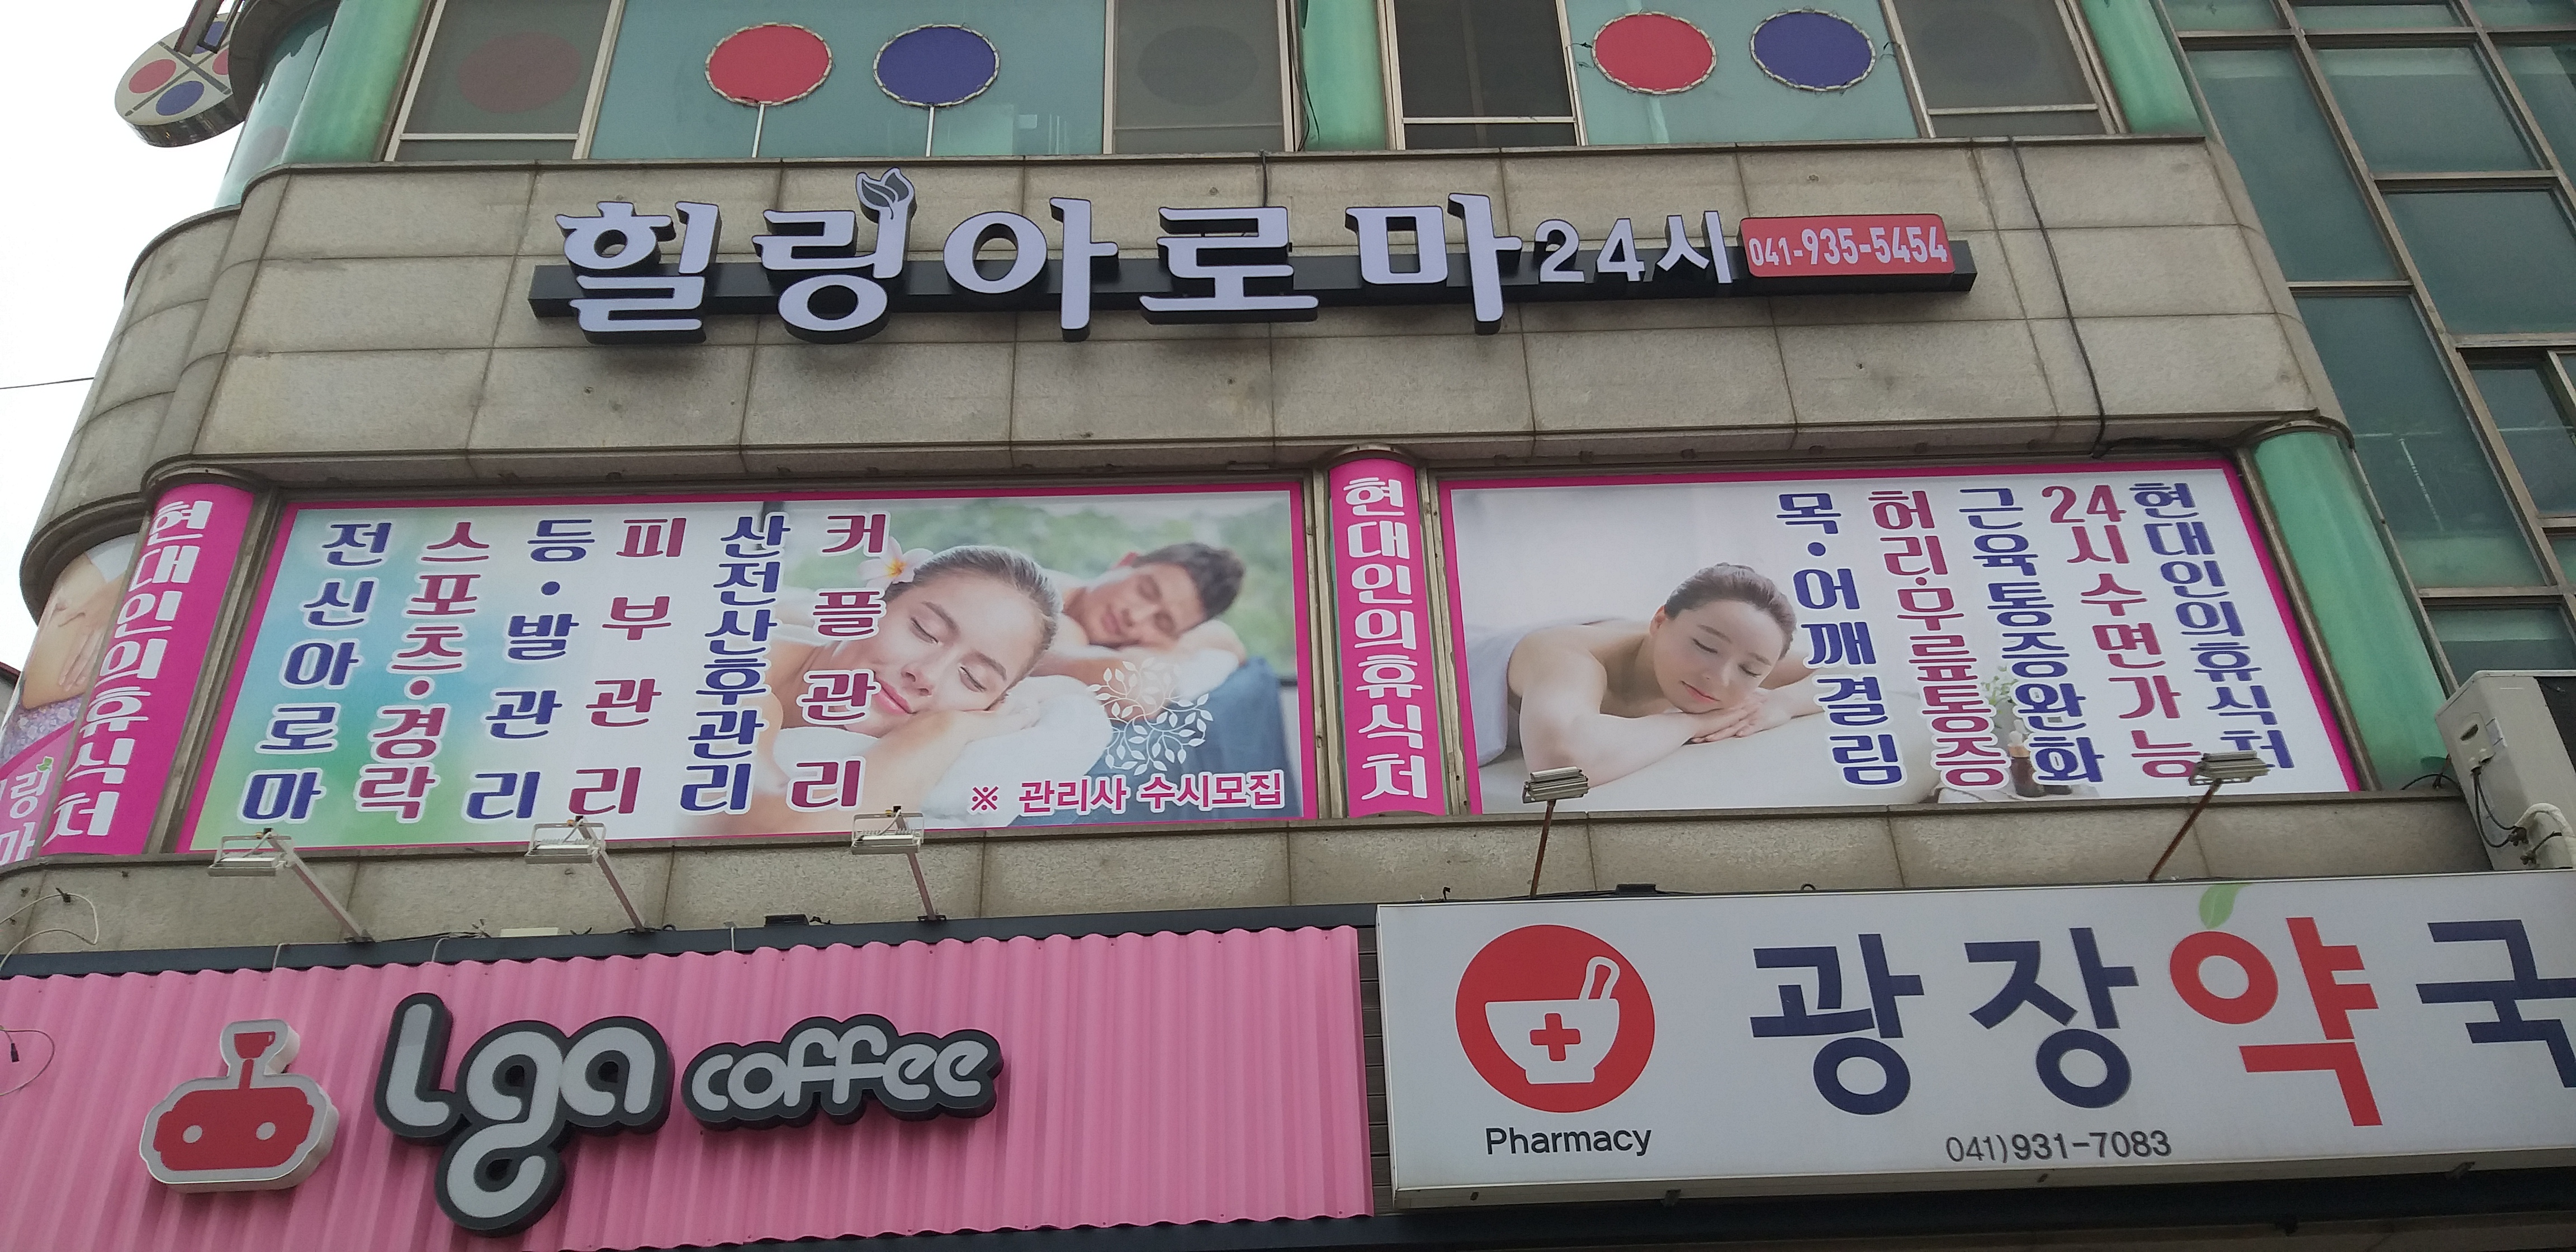 힐링아로마 24시 041-935-5454
현대인의휴식처
전신아로마
스포츠·경락
등·발관리
피부관리
산전산후관리
커플관리
※ 관리사 수시모집
현대인의휴식처
목·어깨결림
허리·무릎통증
근육통증완화
24시수면가능
현대인의휴식처
lga coffee
광장약국
Pharmacy
041)931-7083